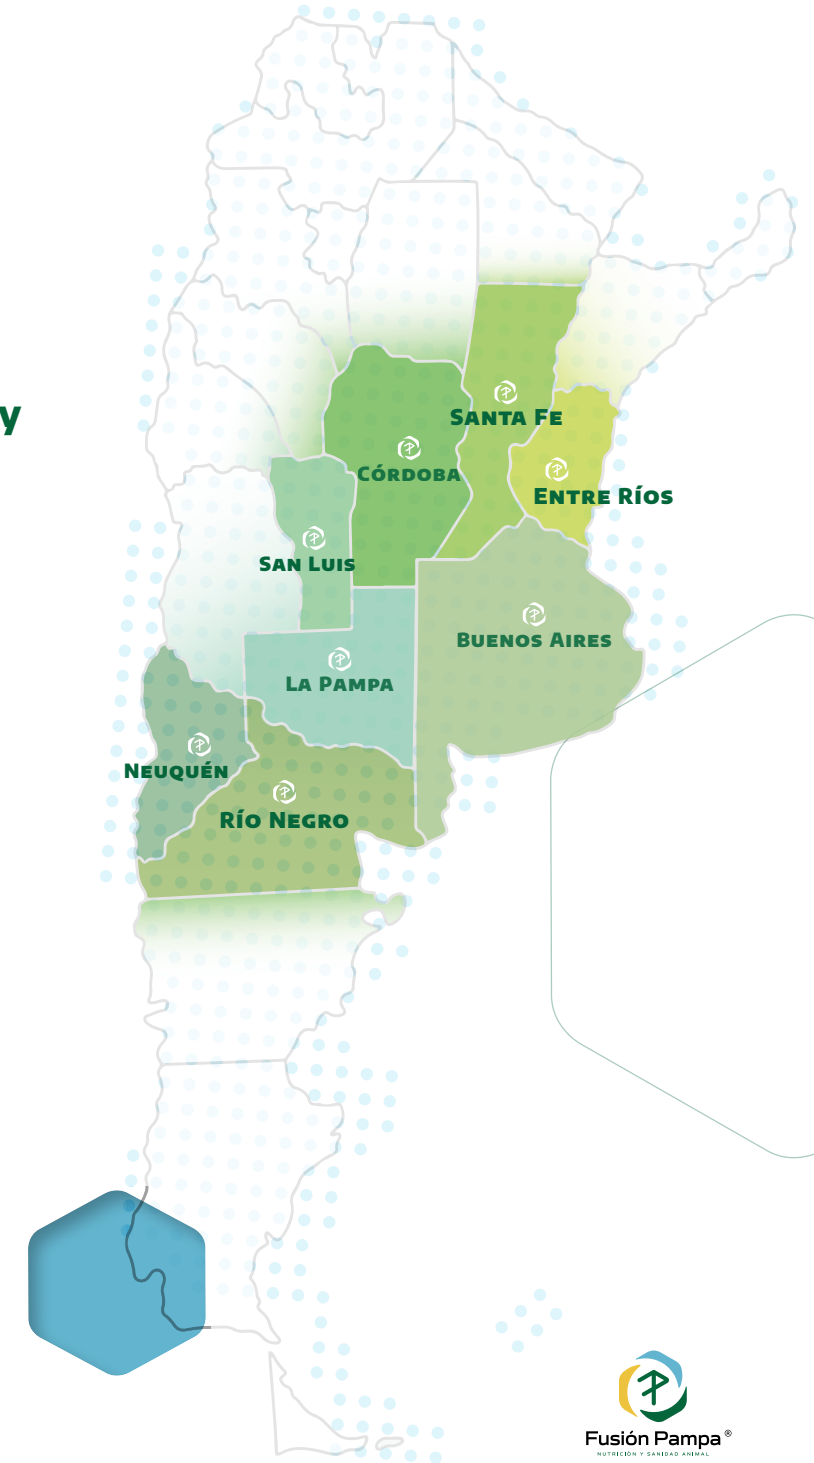 y
Santa Fe
Córdoba
Entre Ríos
San Luis
Buenos Aires
La Pampa
Neuquén
Río Negro
Fusión Pampa ®
NUTRICIÓN Y SANIDAD ANIMAL